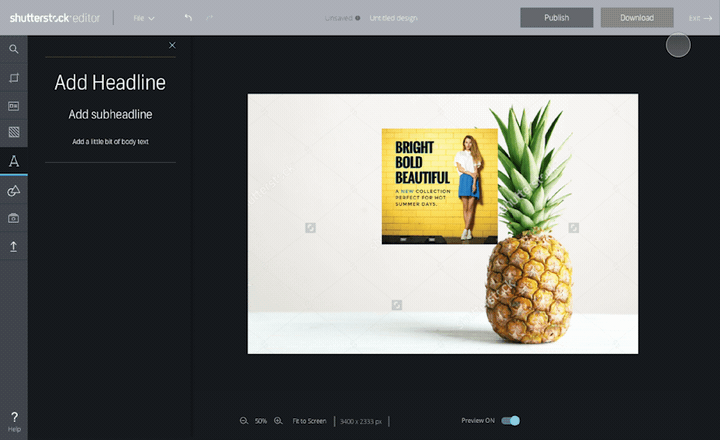 shutterstock editor
File
Unsaved
Untitled design
Publish
Download
Exit
Add Headline
Add subheadline
Add a little bit of body text
BRIGHT
BOLD
BEAUTIFUL
A NEW COLLECTION
PERFECT FOR HOT
SUMMER DAYS.
? Help
50%
Fit to Screen
3400 x 2333 px
Preview ON